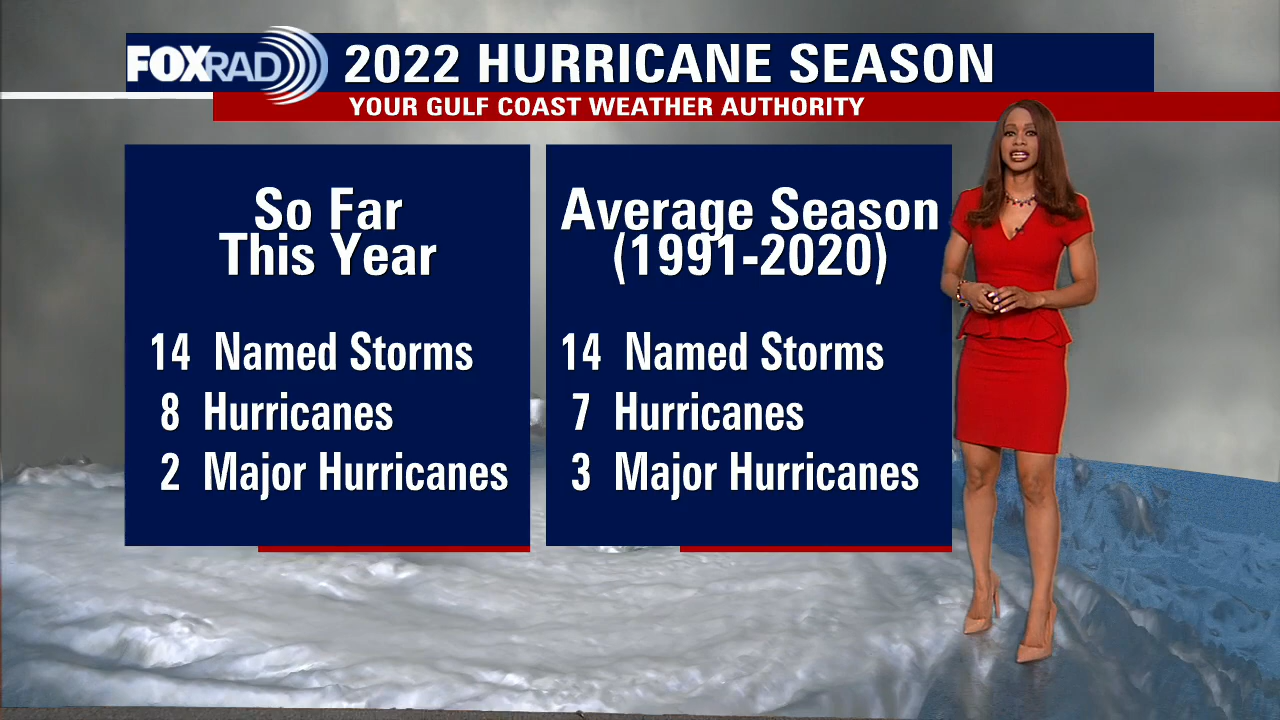 FOXRAD
2022 HURRICANE SEASON
YOUR GULF COAST WEATHER AUTHORITY
So Far
This Year
14 Named Storms
8 Hurricanes
2 Major Hurricanes
Average Season
(1991-2020)
14 Named Storms
7 Hurricanes
3 Major Hurricanes